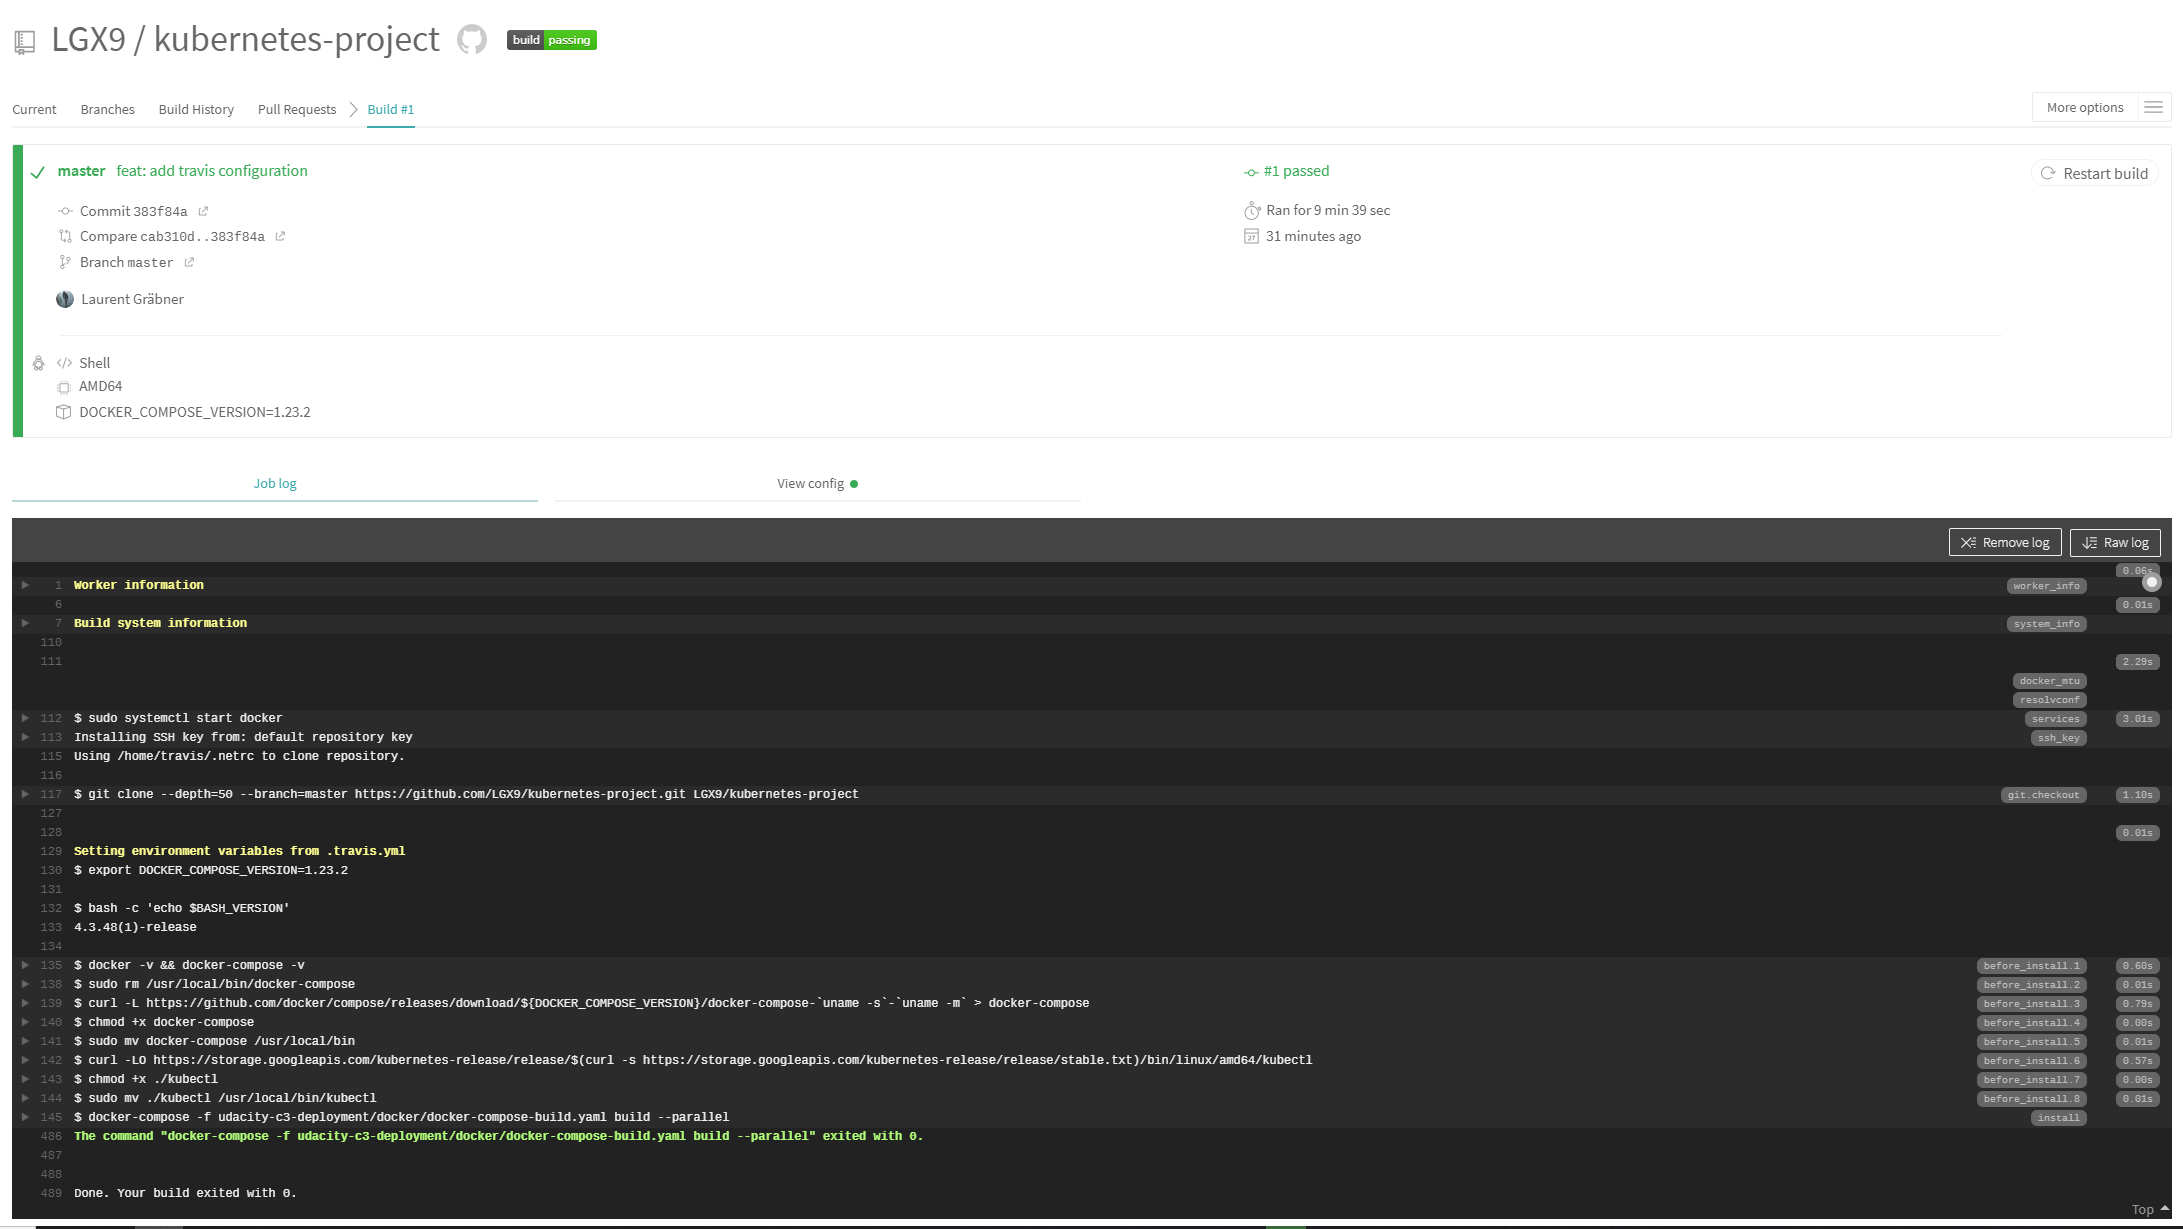 LGX9 / kubernetes-project
build passing
Current Branches Build History Pull Requests Build #1
More options
master feat: add travis configuration
#1 passed
Restart build
Commit 383f84a
Ran for 9 min 39 sec
Compare cab310d..383f84a
31 minutes ago
Branch master
Laurent Gräbner
Shell
AMD64
DOCKER_COMPOSE_VERSION=1.23.2
Job log
View config
Remove log
Raw log
0.06s
1 Worker information worker_info
6 0.01s
7 Build system information system_info
110
111 2.29s
docker_mtu
resolvconf
112 $ sudo systemctl start docker services 3.01s
113 Installing SSH key from: default repository key ssh_key
115 Using /home/travis/.netrc to clone repository.
116
117 $ git clone --depth=50 --branch=master https://github.com/LGX9/kubernetes-project.git LGX9/kubernetes-project git.checkout 1.10s
127
128 0.01s
129 Setting environment variables from .travis.yml
130 $ export DOCKER_COMPOSE_VERSION=1.23.2
131
132 $ bash -c 'echo $BASH_VERSION'
133 4.3.48(1)-release
134
135 $ docker -v && docker-compose -v before_install.1 0.60s
138 $ sudo rm /usr/local/bin/docker-compose before_install.2 0.01s
139 $ curl -L https://github.com/docker/compose/releases/download/${DOCKER_COMPOSE_VERSION}/docker-compose-`uname -s`-`uname -m` > docker-compose before_install.3 0.79s
140 $ chmod +x docker-compose before_install.4 0.00s
141 $ sudo mv docker-compose /usr/local/bin before_install.5 0.01s
142 $ curl -LO https://storage.googleapis.com/kubernetes-release/release/$(curl -s https://storage.googleapis.com/kubernetes-release/release/stable.txt)/bin/linux/amd64/kubectl before_install.6 0.57s
143 $ chmod +x ./kubectl before_install.7 0.00s
144 $ sudo mv ./kubectl /usr/local/bin/kubectl before_install.8 0.01s
145 $ docker-compose -f udacity-c3-deployment/docker/docker-compose-build.yaml build --parallel install
486 The command "docker-compose -f udacity-c3-deployment/docker/docker-compose-build.yaml build --parallel" exited with 0.
487
488
489 Done. Your build exited with 0.
Top